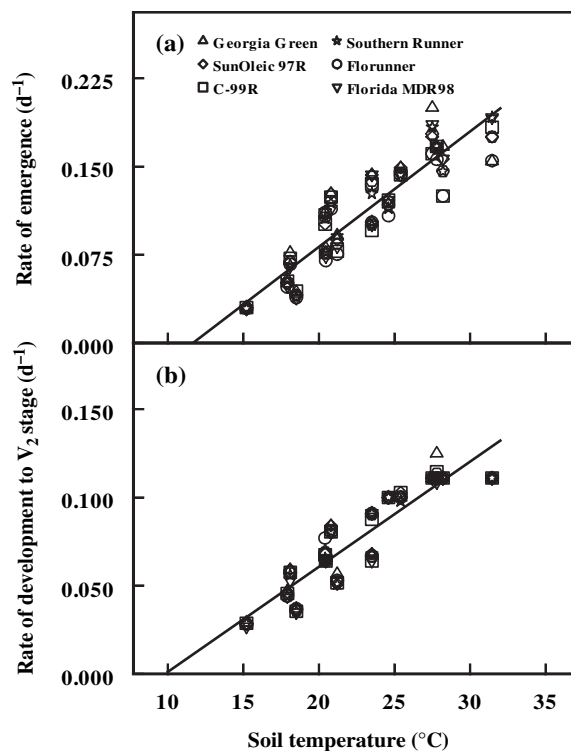 (a)
Georgia Green
Southern Runner
SunOleic 97R
Florunner
C-99R
Florida MDR98
Rate of emergence (d⁻¹)
0.225
0.150
0.075
0.000
(b)
Rate of development to V₂ stage (d⁻¹)
0.150
0.100
0.050
0.000
10 15 20 25 30 35
Soil temperature (°C)